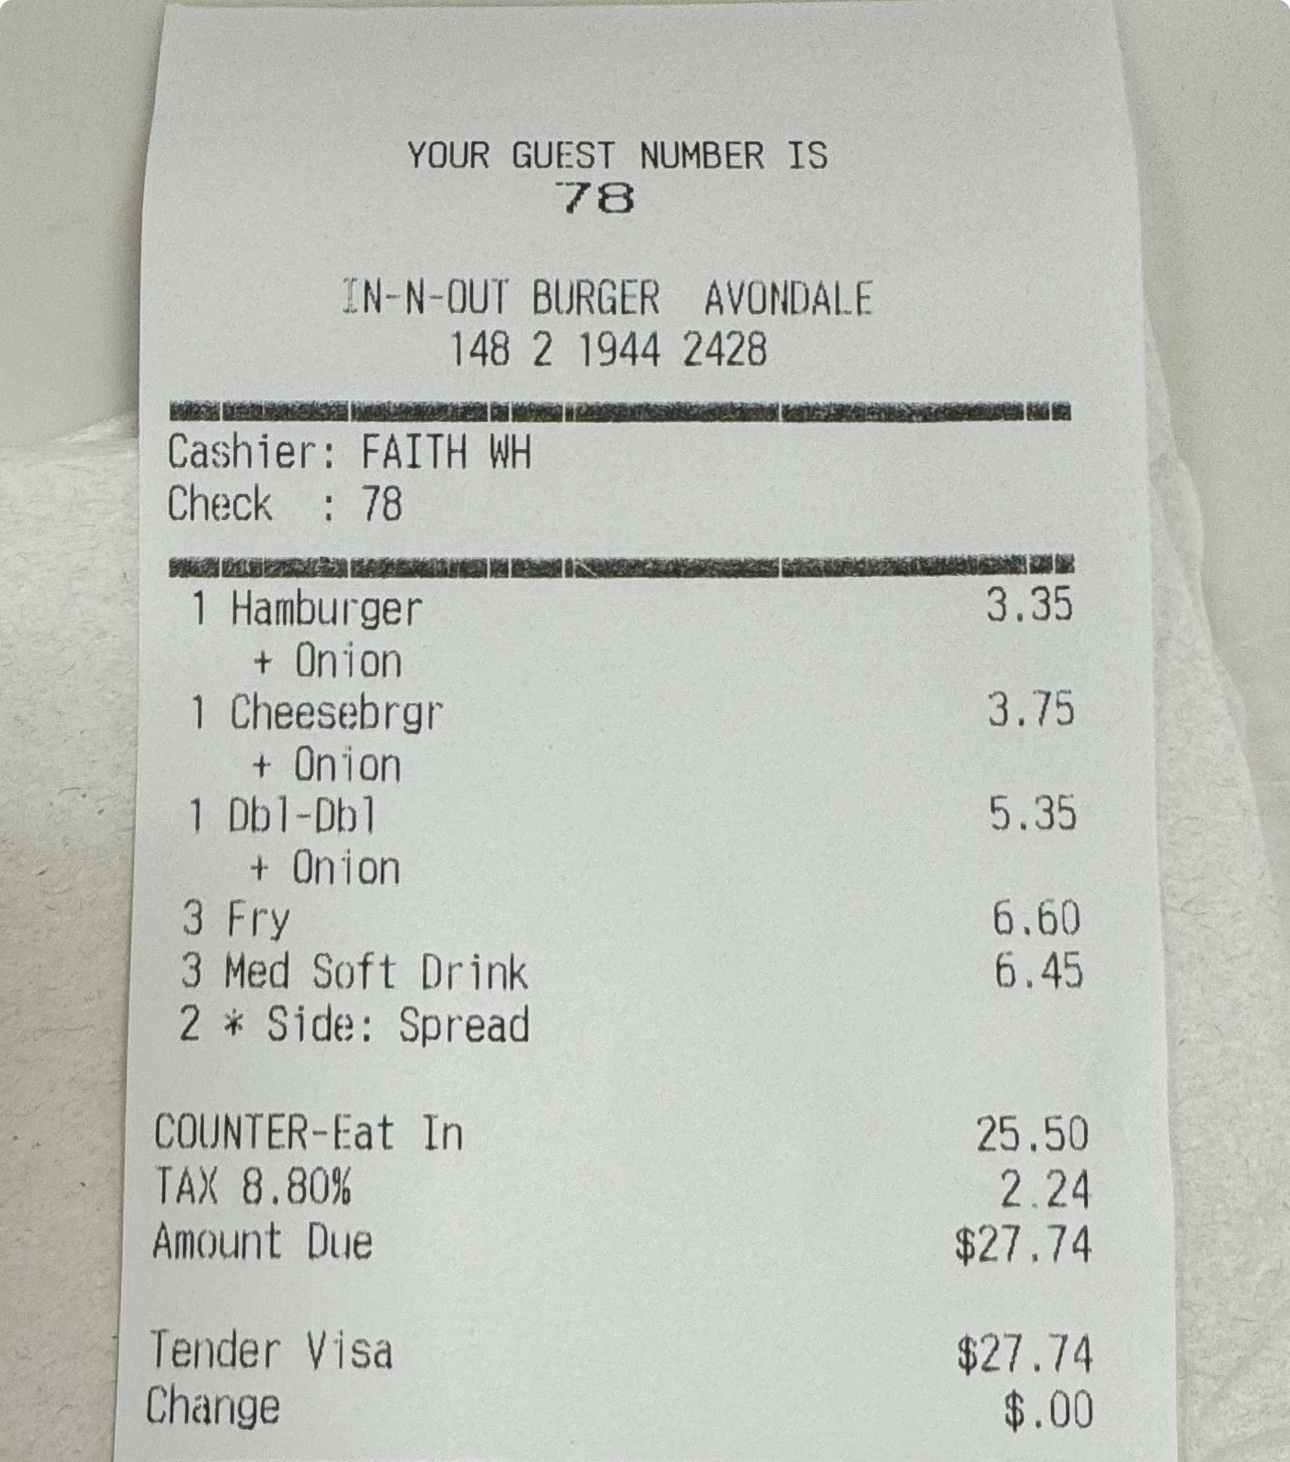 YOUR GUEST NUMBER IS
78
IN-N-OUT BURGER AVONDALE
148 2 1944 2428
Cashier: FAITH WH
Check : 78
1 Hamburger 3.35
+ Onion
1 Cheesebrgr 3.75
+ Onion
1 Dbl-Dbl 5.35
+ Onion
3 Fry 6.60
3 Med Soft Drink 6.45
2 * Side: Spread
COUNTER-Eat In 25.50
TAX 8.80% 2.24
Amount Due $27.74
Tender Visa $27.74
Change $.00